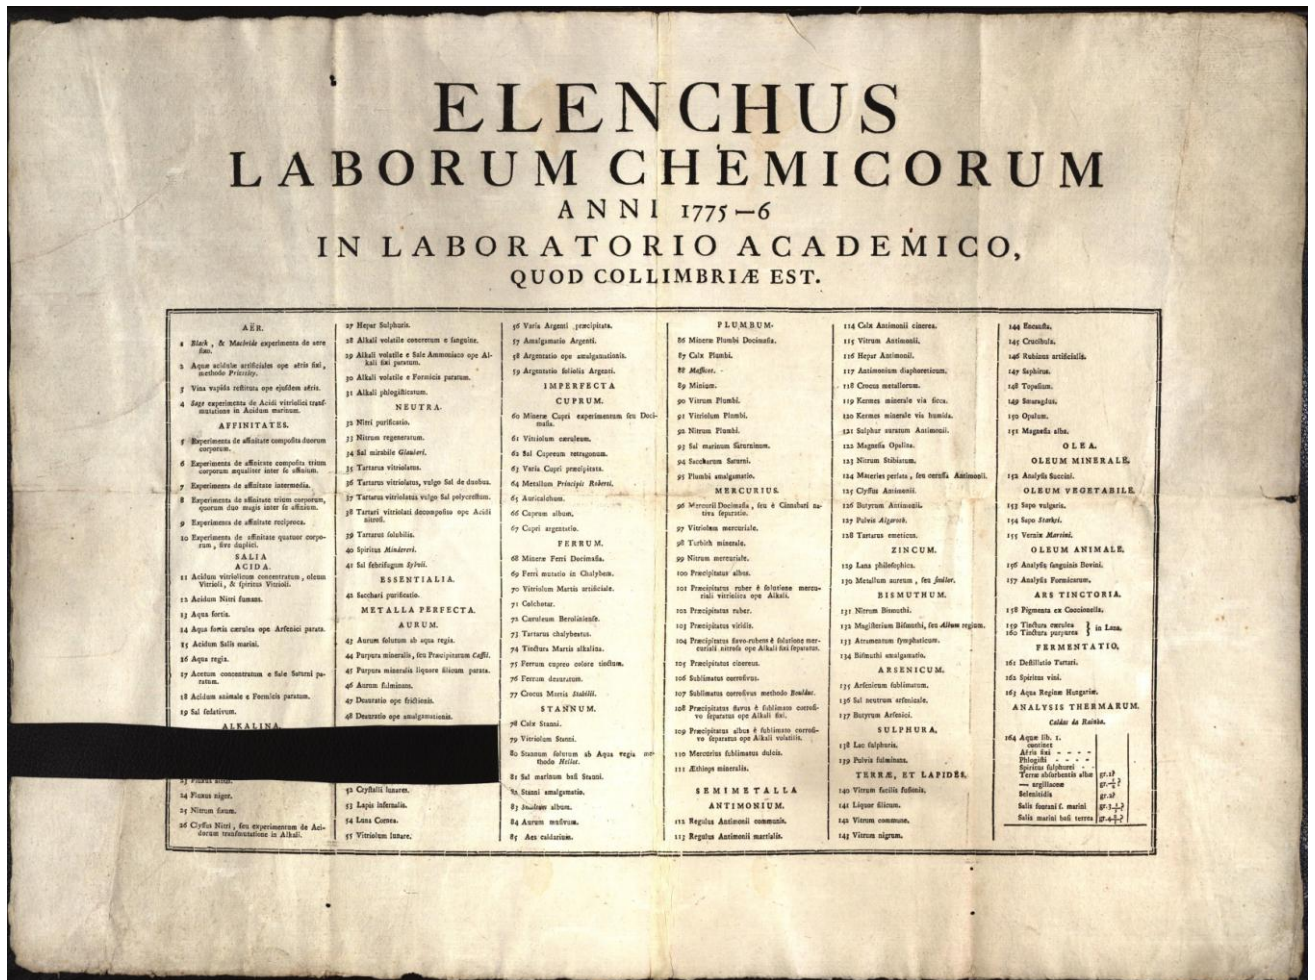 ELENCHUS
LABORUM CHEMICORUM
ANNI 1775—6
IN LABORATORIO ACADEMICO,
QUOD COLLIMBRIÆ EST.
AËR.
1 Black, & Macbride experimenta de aere
fixo.
2 Aquæ acidulæ artificiales ope aëris fixi,
methodo Priestley.
3 Vina vapida restituta ope ejusdem aëris.
4 Sage experimenta de Acidi vitriolici trans-
mutatione in Acidum marinum.
AFFINITATES.
5 Experimenta de affinitate composita duorum
corporum.
6 Experimenta de affinitate composita trium
corporum æqualiter inter se affinium.
7 Experimenta de affinitate intermedia.
8 Experimenta de affinitate trium corporum,
quorum duo magis inter se affinium.
9 Experimenta de affinitate reciproca.
10 Experimenta de affinitate quatuor corpo-
rum, sive duplici.
SALIA
ACIDA.
11 Acidum vitriolicum concentratum, oleum
Vitrioli, & spiritus Vitrioli.
12 Acidum Nitri fumans.
13 Aqua fortis.
14 Aqua fortis cærulea ope Arsenici parata.
15 Acidum Salis marini.
16 Aqua regia.
17 Acetum concentratum e Sale Saturni pa-
ratum.
18 Acidum animale e Formicis paratum.
19 Sal sedativum.
ALKALINA.
24 Fluxus niger.
25 Nitrum fixum.
26 Clyssus Nitri, seu experimentum de Aci-
dorum transmutatione in Alkali.
27 Hepar Sulphuris.
28 Alkali volatile concretum e sanguine.
29 Alkali volatile e Sale Ammoniaco ope Al-
kali fixi paratum.
30 Alkali volatile e Formicis paratum.
31 Alkali phlogisticatum.
NEUTRA.
32 Nitri purificatio.
33 Nitrum regeneratum.
34 Sal mirabile Glauberi.
35 Tartarus vitriolatus.
36 Tartarus vitriolatus, vulgo Sal de duobus.
37 Tartarus vitriolatus vulgo Sal polycrestum.
38 Tartari vitriolati decompositio ope Acidi
nitrosi.
39 Tartarus solubilis.
40 Spiritus Mindereri.
41 Sal febrifugum Sylvii.
ESSENTIALIA.
42 Sacchari purificatio.
METALLA PERFECTA.
AURUM.
43 Aurum solutum ab aqua regia.
44 Purpura mineralis, seu Præcipitatum Cassii.
45 Purpura mineralis liquore silicum parata.
46 Aurum fulminans.
47 Deauratio ope frictionis.
48 Deauratio ope amalgamationis.
52 Crystalli lunares.
53 Lapis infernalis.
54 Luna Cornea.
55 Vitriolum lunare.
56 Varia Argenti præcipitata.
57 Amalgamatio Argenti.
58 Argentatio ope amalgamationis.
59 Argentatio foliolis Argenti.
IMPERFECTA
CUPRUM.
60 Mineræ Cupri experimentum seu Doci-
masia.
61 Vitriolum cæruleum.
62 Sal Cupreum tetragonum.
63 Varia Cupri præcipitata.
64 Metallum Principis Roberti.
65 Auricalchum.
66 Cuprum album.
67 Cupri argentatio.
FERRUM.
68 Mineræ Ferri Docimasia.
69 Ferri mutatio in Chalybem.
70 Vitriolum Martis artificiale.
71 Colchotar.
72 Cæruleum Berolinense.
73 Tartarus chalybeatus.
74 Tinctura Martis alkalina.
75 Ferrum cupreo colore tinctum.
76 Ferrum deauratum.
77 Crocus Martis Stahlii.
STANNUM.
78 Calx Stanni.
79 Vitriolum Stanni.
80 Stannum solutum ab Aqua regia me-
thodo Hellot.
81 Sal marinum basi Stanni.
82 Stanni amalgamatio.
83 album.
84 Aurum musivum.
85 Aes caldarium.
PLUMBUM.
86 Mineræ Plumbi Docimasia.
87 Calx Plumbi.
88 Massicot.
89 Minium.
90 Vitrum Plumbi.
91 Vitriolum Plumbi.
92 Nitrum Plumbi.
93 Sal marinum Saturninum.
94 Saccharum Saturni.
95 Plumbi amalgamatio.
MERCURIUS.
96 Mercurii Docimasia, seu è Cinnabari na-
tiva separatio.
97 Vitriolum mercuriale.
98 Turbith minerale.
99 Nitrum mercuriale.
100 Præcipitatus albus.
101 Præcipitatus ruber è solutione mercu-
riali vitriolica ope Alkali.
102 Præcipitatus ruber.
103 Præcipitatus viridis.
104 Præcipitatus flavo-rubens è solutione mer-
curiali nitrosa ope Alkali fixi separatus.
105 Præcipitatus cinereus.
106 Sublimatus corrosivus.
107 Sublimatus corrosivus methodo Boulduc.
108 Præcipitatus flavus è sublimato corrosi-
vo separatus ope Alkali fixi.
109 Præcipitatus albus è sublimato corrosi-
vo separatus ope Alkali volatilis.
110 Mercurius sublimatus dulcis.
111 Æthiops mineralis.
SEMIMETALLA
ANTIMONIUM.
112 Regulus Antimonii communis.
113 Regulus Antimonii martialis.
114 Calx Antimonii cinerea.
115 Vitrum Antimonii.
116 Hepar Antimonii.
117 Antimonium diaphoreticum.
118 Crocus metallorum.
119 Kermes minerale via sicca.
120 Kermes minerale via humida.
121 Sulphur auratum Antimonii.
122 Magnesia Opalina.
123 Nitrum Stibiatum.
124 Materies perlata, seu cerussa Antimonii.
125 Clyssus Antimonii.
126 Butyrum Antimonii.
127 Pulvis Algaroth.
128 Tartarus emeticus.
ZINCUM.
129 Lana philosophica.
130 Metallum aureum, seu similor.
BISMUTHUM.
131 Nitrum Bismuthi.
132 Magisterium Bismuthi, seu Album regium.
133 Atramentum sympathicum.
134 Bismuthi amalgamatio.
ARSENICUM.
135 Arsenicum sublimatum.
136 Sal neutrum arsenicale.
137 Butyrum Arsenici.
SULPHURA.
138 Lac sulphuris.
139 Pulvis fulminans.
TERRÆ, ET LAPIDES.
140 Vitrum facilis fusionis.
141 Liquor silicum.
142 Vitrum commune.
143 Vitrum nigrum.
144 Encausta.
145 Crucibula.
146 Rubinus artificialis.
147 Saphirus.
148 Topasium.
149 Smaragdus.
150 Opalum.
151 Magnesia alba.
OLEA.
OLEUM MINERALE.
152 Analysis Succini.
OLEUM VEGETABILE.
153 Sapo vulgaris.
154 Sapo Starkei.
155 Vernix Martini.
OLEUM ANIMALE.
156 Analysis sanguinis Bovini.
157 Analysis Formicarum.
ARS TINCTORIA.
158 Pigmenta ex Coccionella.
159 Tinctura cærulea
160 Tinctura purpurea } in Lana.
FERMENTATIO.
161 Destillatio Tartari.
162 Spiritus vini.
163 Aqua Reginæ Hungariæ.
ANALYSIS THERMARUM.
Caldas da Rainha.
164 Aquæ lib. 1.
continet
Aëris fixi - - - -
Phlogisti - - - -
Spiritus sulphurei - -
Terræ absorbentis albæ
— argillaceæ
Selenitidis
Salis fontani s. marini
Salis marini basi terrea